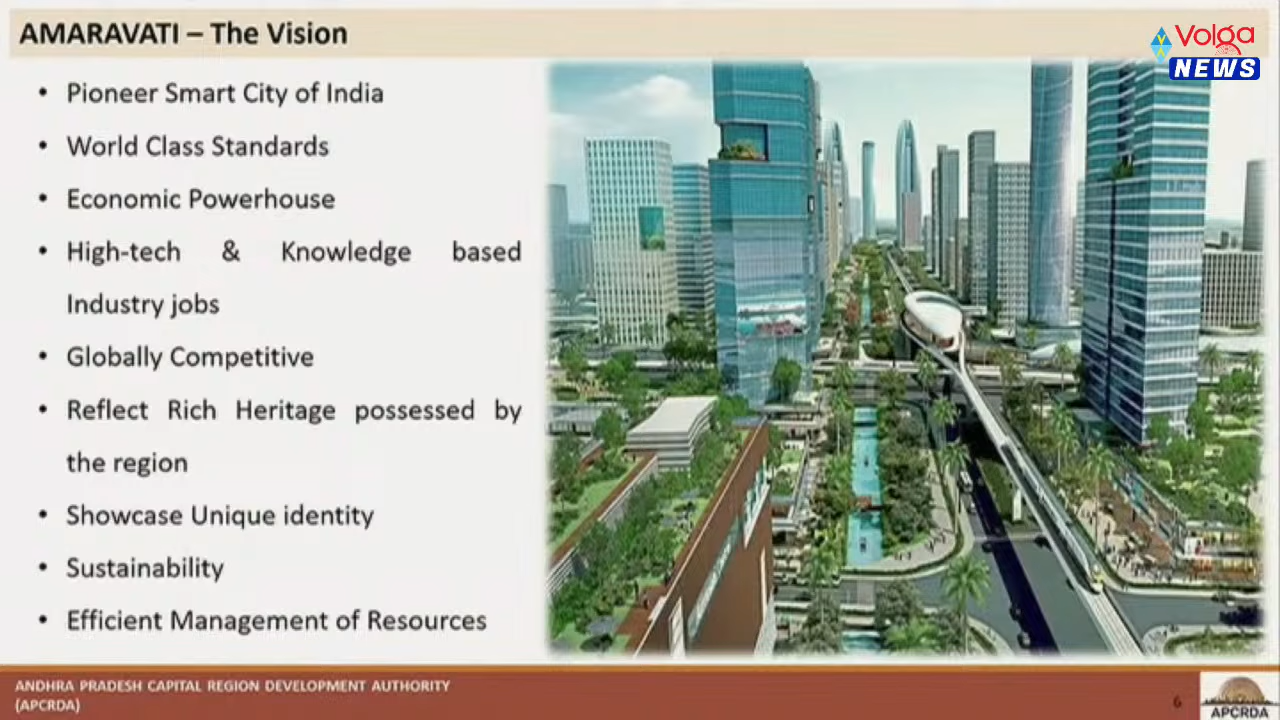 AMARAVATI – The Vision
Volga
NEWS
• Pioneer Smart City of India
• World Class Standards
• Economic Powerhouse
• High-tech & Knowledge based
Industry jobs
• Globally Competitive
• Reflect Rich Heritage possessed by
the region
• Showcase Unique identity
• Sustainability
• Efficient Management of Resources
ANDHRA PRADESH CAPITAL REGION DEVELOPMENT AUTHORITY
(APCRDA)
6
APCRDA